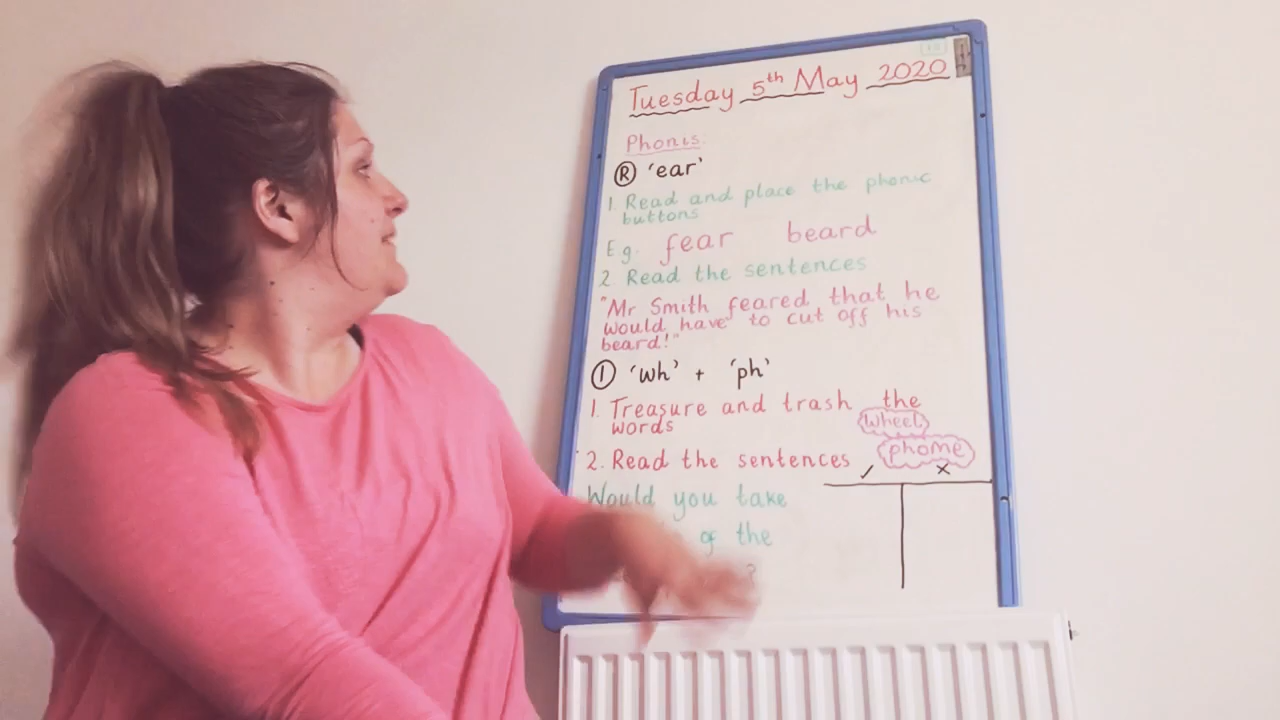 Tuesday 5th May 2020
Phonis:
Ⓡ 'ear'
1. Read and place the phonic
buttons
Eg. fear beard
2 Read the sentences
"Mr Smith feared that he
would have to cut off his
beard!"
① 'wh' + 'ph'
1. Treasure and trash the
words
wheel
phome
2. Read the sentences
✓ ×
Would you take
of the
?